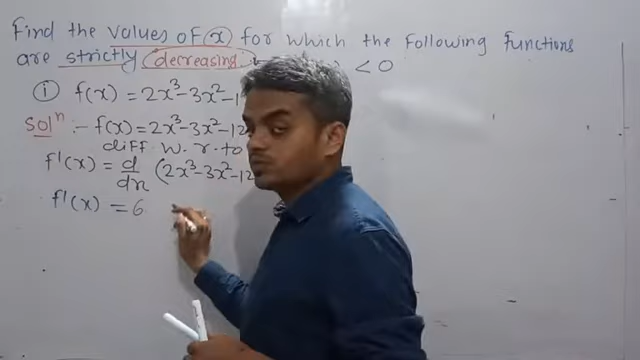 Find the values of x for which the following functions
are strictly decreasing < 0
(i) f(x) = 2x³-3x²-1
Solⁿ :- f(x) = 2x³-3x²-12
diff w. r. to
f'(x) = d/dx (2x³-3x²-12
f'(x) = 6